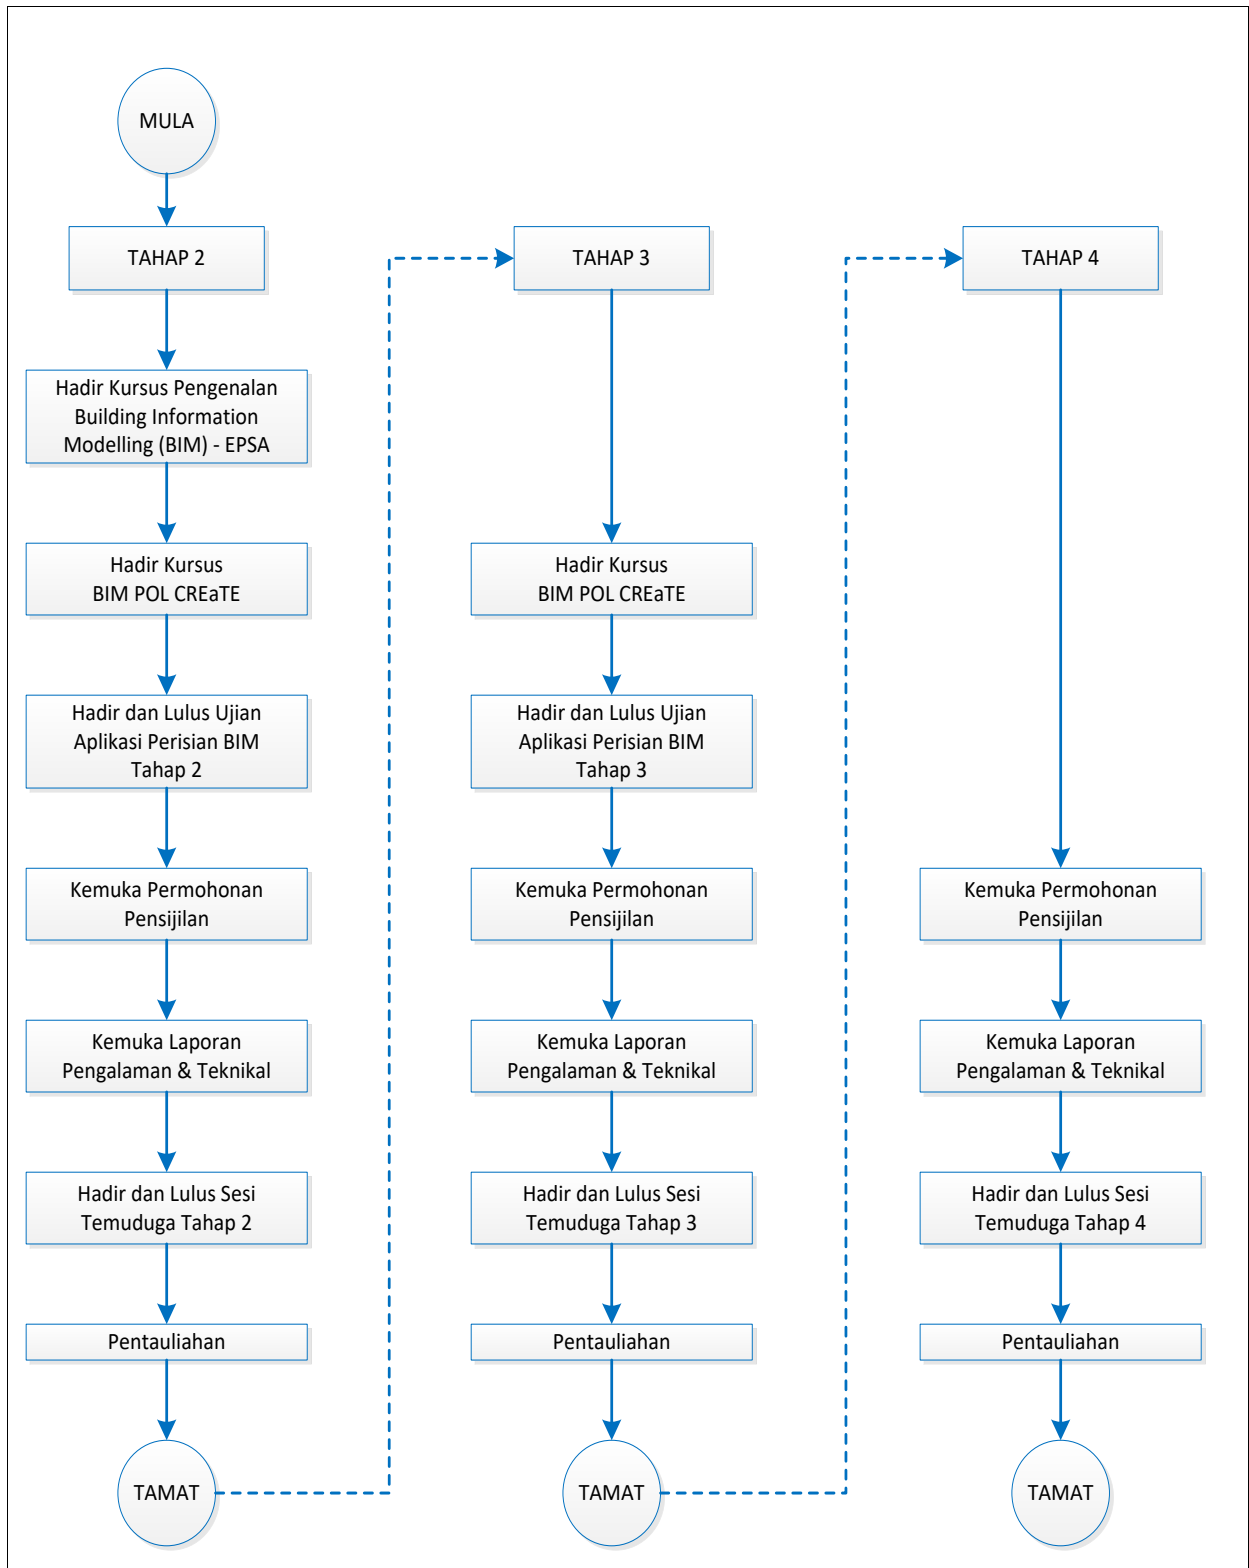 MULA
TAHAP 2
Hadir Kursus Pengenalan
Building Information
Modelling (BIM) - EPSA
Hadir Kursus
BIM POL CREaTE
Hadir dan Lulus Ujian
Aplikasi Perisian BIM
Tahap 2
Kemuka Permohonan
Pensijilan
Kemuka Laporan
Pengalaman & Teknikal
Hadir dan Lulus Sesi
Temuduga Tahap 2
Pentauliahan
TAMAT
TAHAP 3
Hadir Kursus
BIM POL CREaTE
Hadir dan Lulus Ujian
Aplikasi Perisian BIM
Tahap 3
Kemuka Permohonan
Pensijilan
Kemuka Laporan
Pengalaman & Teknikal
Hadir dan Lulus Sesi
Temuduga Tahap 3
Pentauliahan
TAMAT
TAHAP 4
Kemuka Permohonan
Pensijilan
Kemuka Laporan
Pengalaman & Teknikal
Hadir dan Lulus Sesi
Temuduga Tahap 4
Pentauliahan
TAMAT